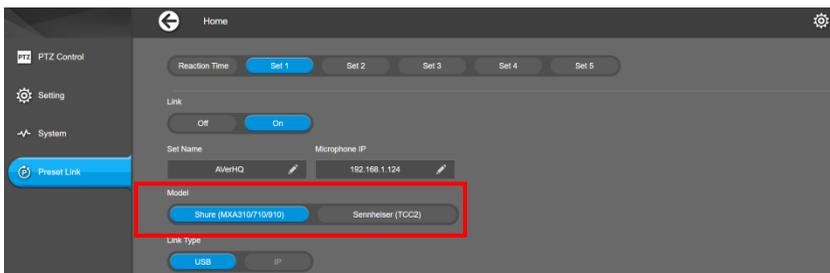 Home
PTZ PTZ Control
Setting
System
P Preset Link
Reaction Time Set 1 Set 2 Set 3 Set 4 Set 5
Link
Off On
Set Name Microphone IP
AVerHQ 192.168.1.124
Model
Shure (MXA310/710/910) Sennheiser (TCC2)
Link Type
USB IP